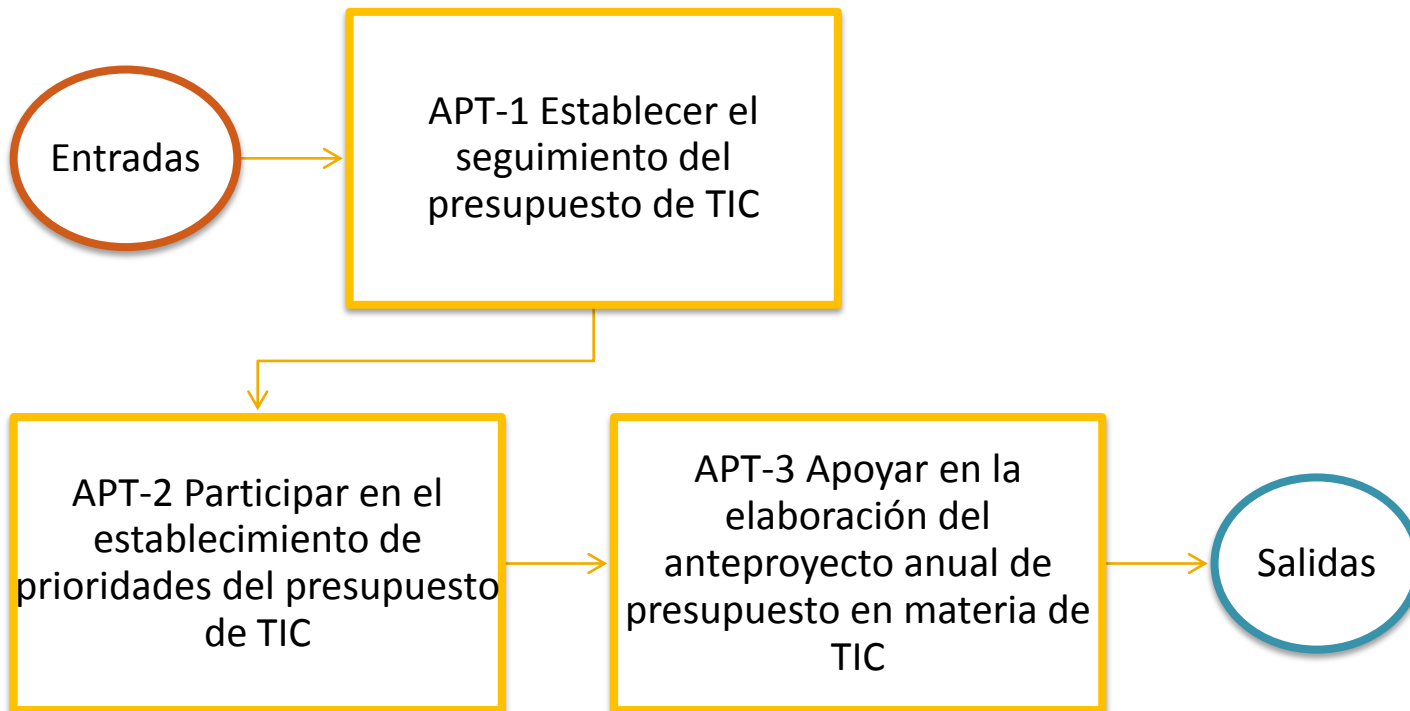 Entradas
APT-1 Establecer el
seguimiento del
presupuesto de TIC
APT-2 Participar en el
establecimiento de
prioridades del presupuesto
de TIC
APT-3 Apoyar en la
elaboración del
anteproyecto anual de
presupuesto en materia de
TIC
Salidas